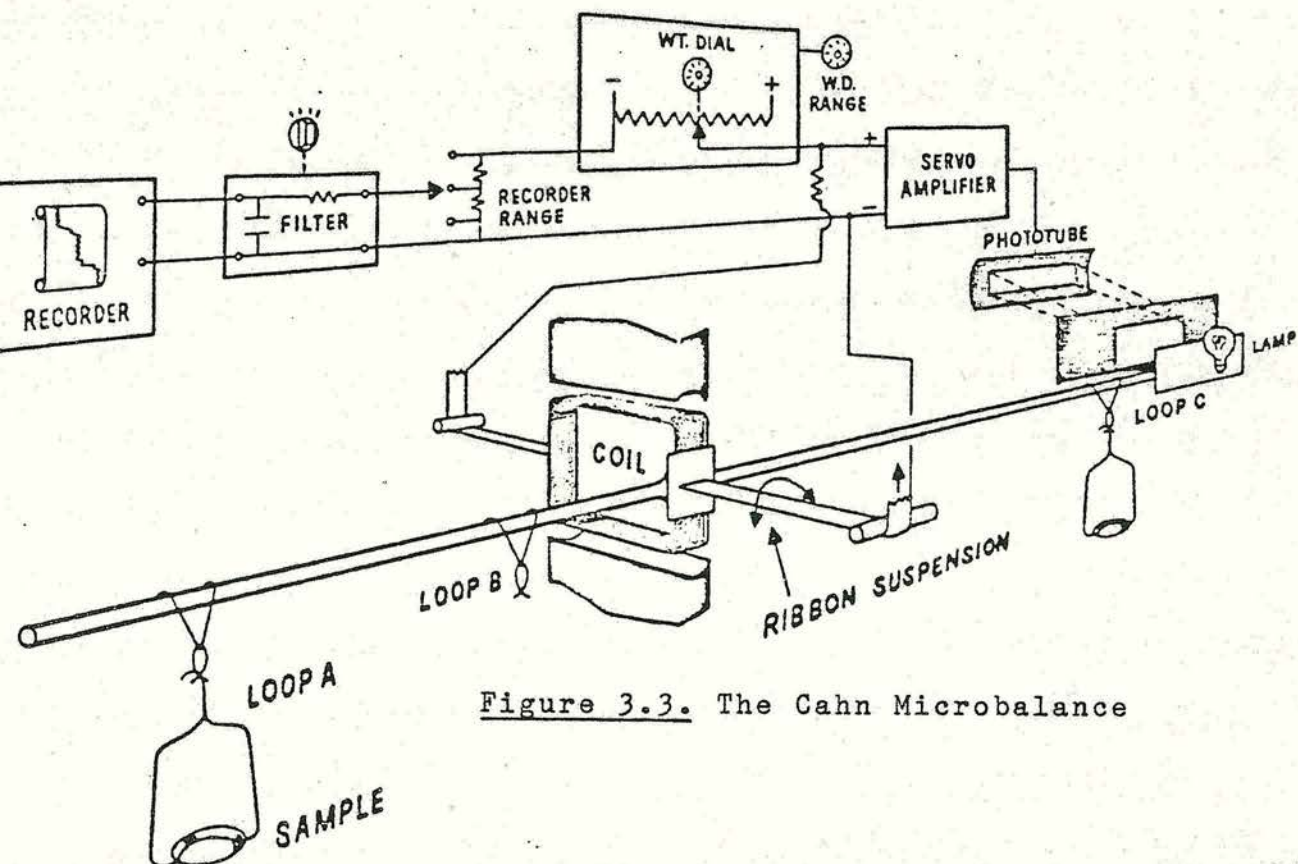 WT. DIAL
- +
W.D.
RANGE
RECORDER
FILTER
RECORDER
RANGE
+
SERVO
AMPLIFIER
-
PHOTOTUBE
LAMP
LOOP C
COIL
LOOP B
RIBBON SUSPENSION
LOOP A
SAMPLE
Figure 3.3. The Cahn Microbalance